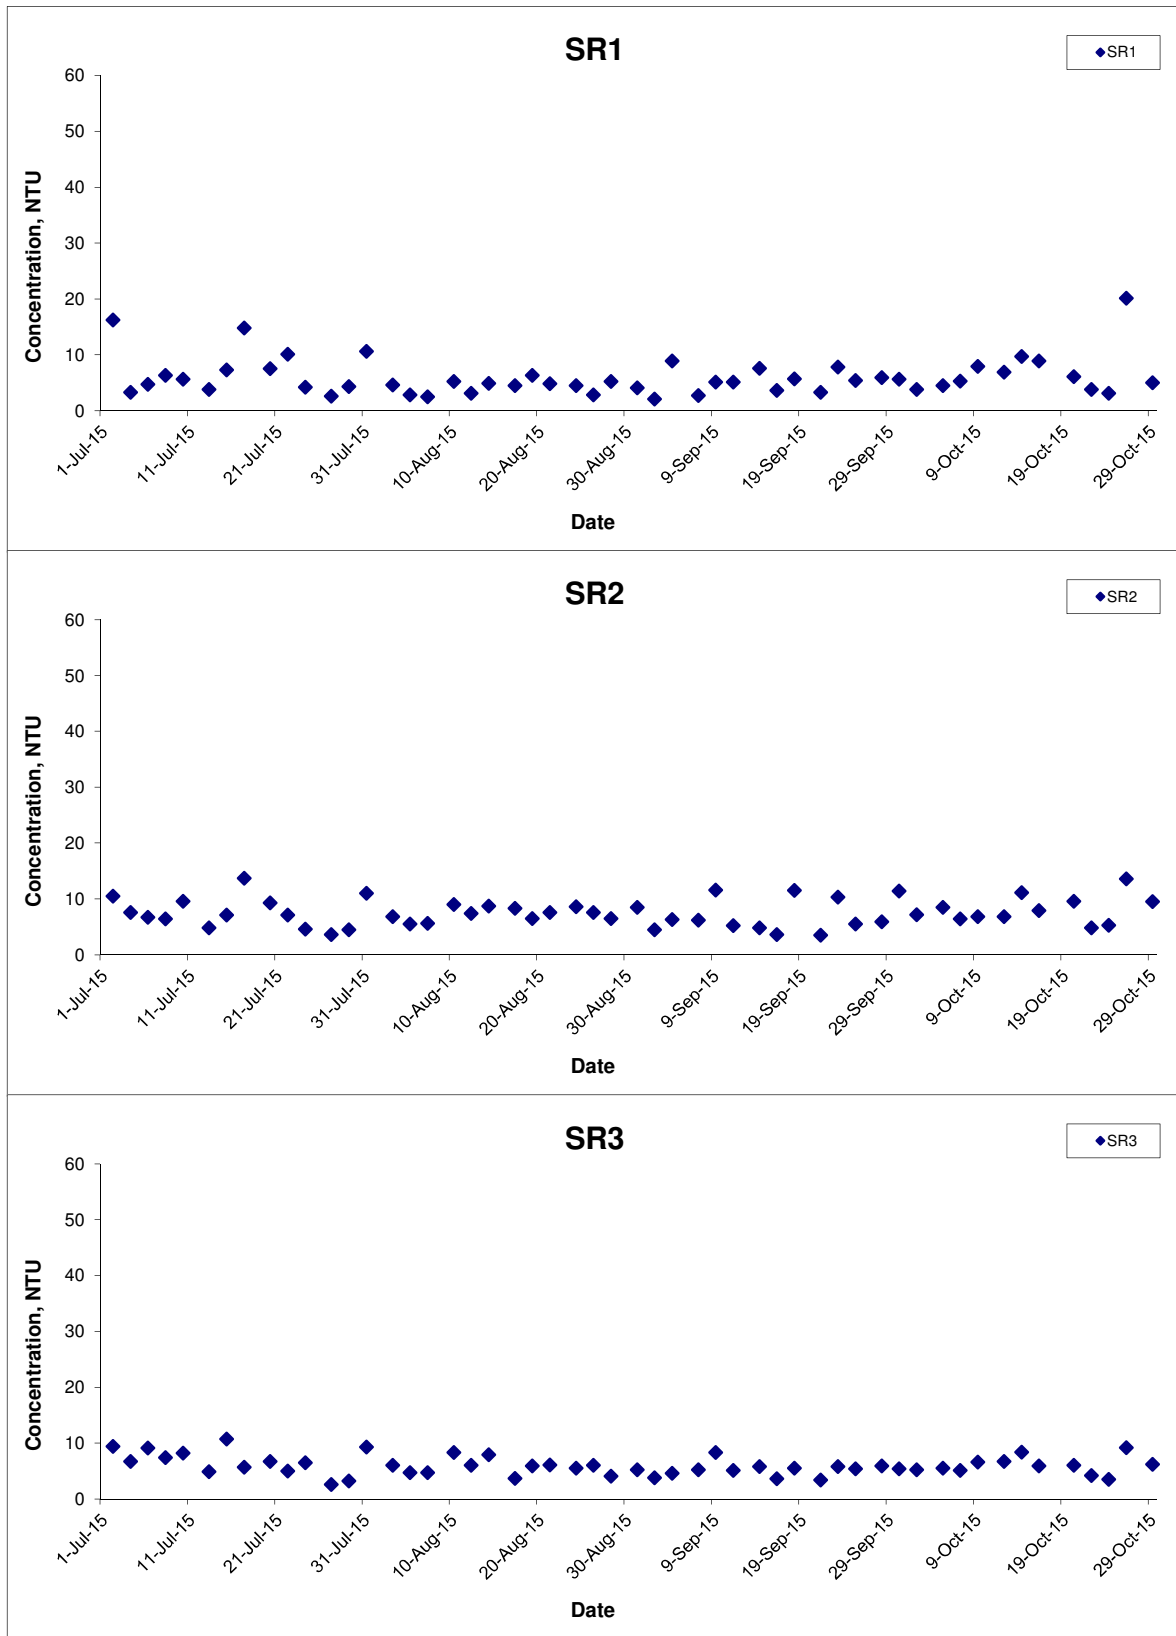 SR1
SR1
60
50
40
30
20
10
0
Concentration, NTU
1-Jul-15
11-Jul-15
21-Jul-15
31-Jul-15
10-Aug-15
20-Aug-15
30-Aug-15
9-Sep-15
19-Sep-15
29-Sep-15
9-Oct-15
19-Oct-15
29-Oct-15
Date
SR2
SR2
60
50
40
30
20
10
0
Concentration, NTU
1-Jul-15
11-Jul-15
21-Jul-15
31-Jul-15
10-Aug-15
20-Aug-15
30-Aug-15
9-Sep-15
19-Sep-15
29-Sep-15
9-Oct-15
19-Oct-15
29-Oct-15
Date
SR3
SR3
60
50
40
30
20
10
0
Concentration, NTU
1-Jul-15
11-Jul-15
21-Jul-15
31-Jul-15
10-Aug-15
20-Aug-15
30-Aug-15
9-Sep-15
19-Sep-15
29-Sep-15
9-Oct-15
19-Oct-15
29-Oct-15
Date